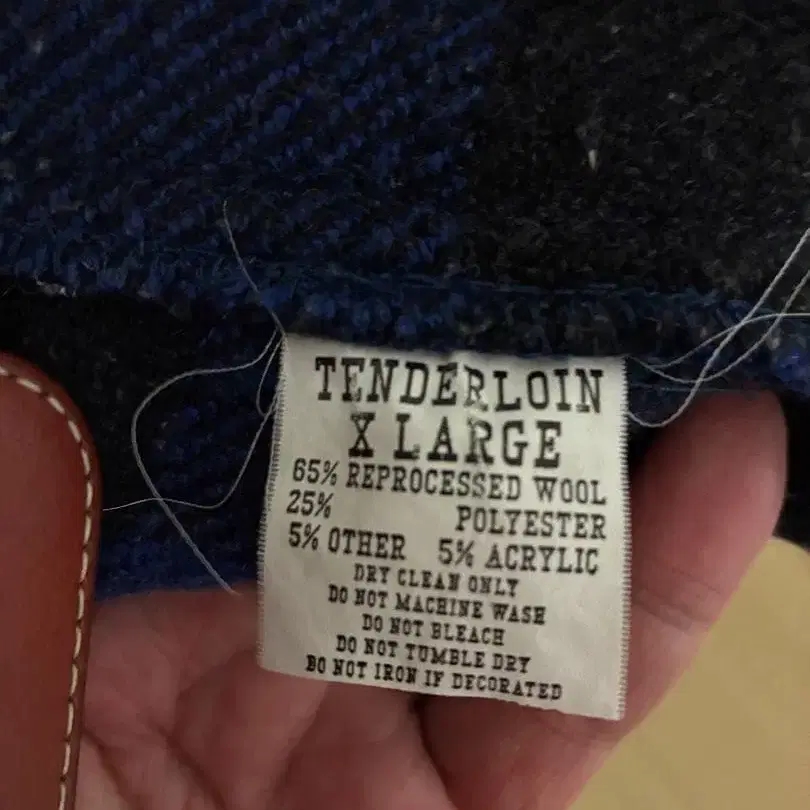 TENDERLOIN
X LARGE
65% REPROCESSED WOOL
25% POLYESTER
5% OTHER 5% ACRYLIC
DRY CLEAN ONLY
DO NOT MACHINE WASH
DO NOT BLEACH
DO NOT TUMBLE DRY
DO NOT IRON IF DECORATED